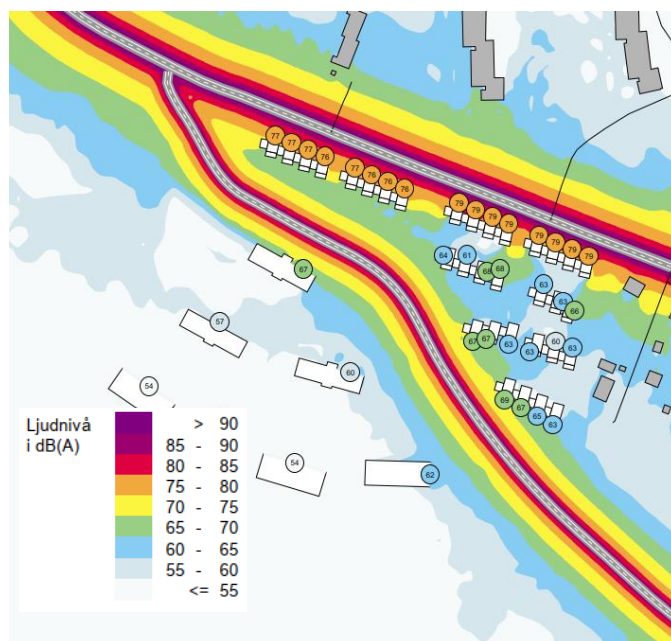 77 77 77 76
77 76 76 76
79 79 79 79
79 79 79 79
64 61 68 68
67
63 63 66
57
67 67 63
63 60 63
60
54
69 67 65 63
54
62
Ljudnivå
i dB(A)
> 90
85 - 90
80 - 85
75 - 80
70 - 75
65 - 70
60 - 65
55 - 60
<= 55